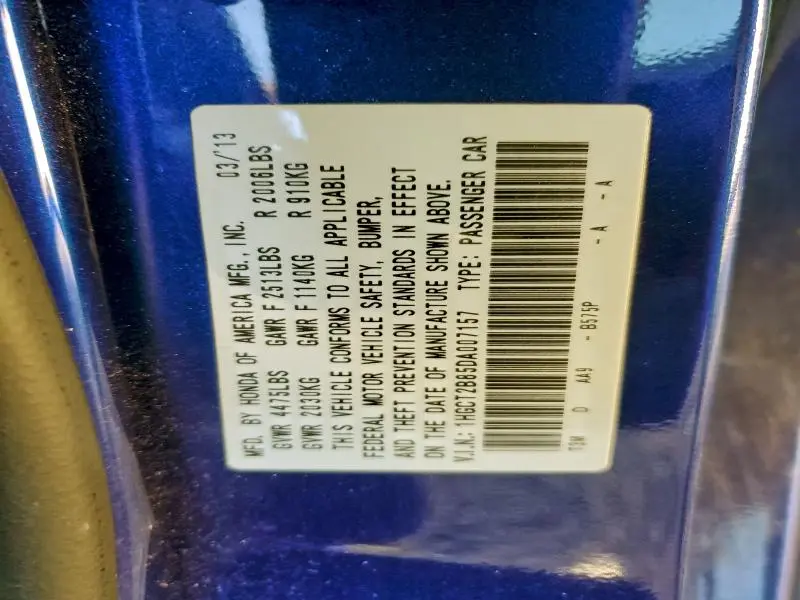 MFD. BY HONDA OF AMERICA MFG., INC. 03/'13
GVWR 4475LBS GAWR F 2513LBS R 2006LBS
GVWR 2030KG GAWR F 1140KG R 910KG
THIS VEHICLE CONFORMS TO ALL APPLICABLE
FEDERAL MOTOR VEHICLE SAFETY, BUMPER,
AND THEFT PREVENTION STANDARDS IN EFFECT
ON THE DATE OF MANUFACTURE SHOWN ABOVE.
V.I.N.: 1HGCT2B85DA007157 TYPE: PASSENGER CAR
T3W D AA9 - B575P - A - A